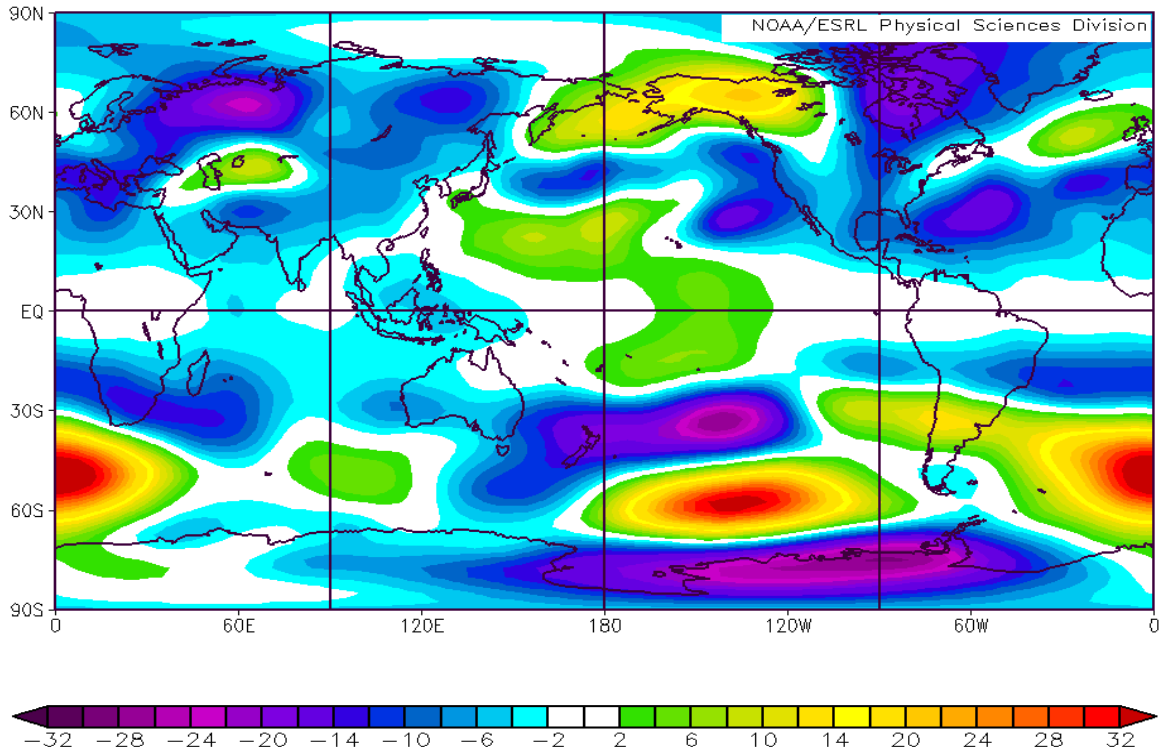 90N
NOAA/ESRL Physical Sciences Division
60N
30N
EQ
30S
60S
90S
0 60E 120E 180 120W 60W 0
−32 −28 −24 −20 −14 −10 −6 −2 2 6 10 14 20 24 28 32